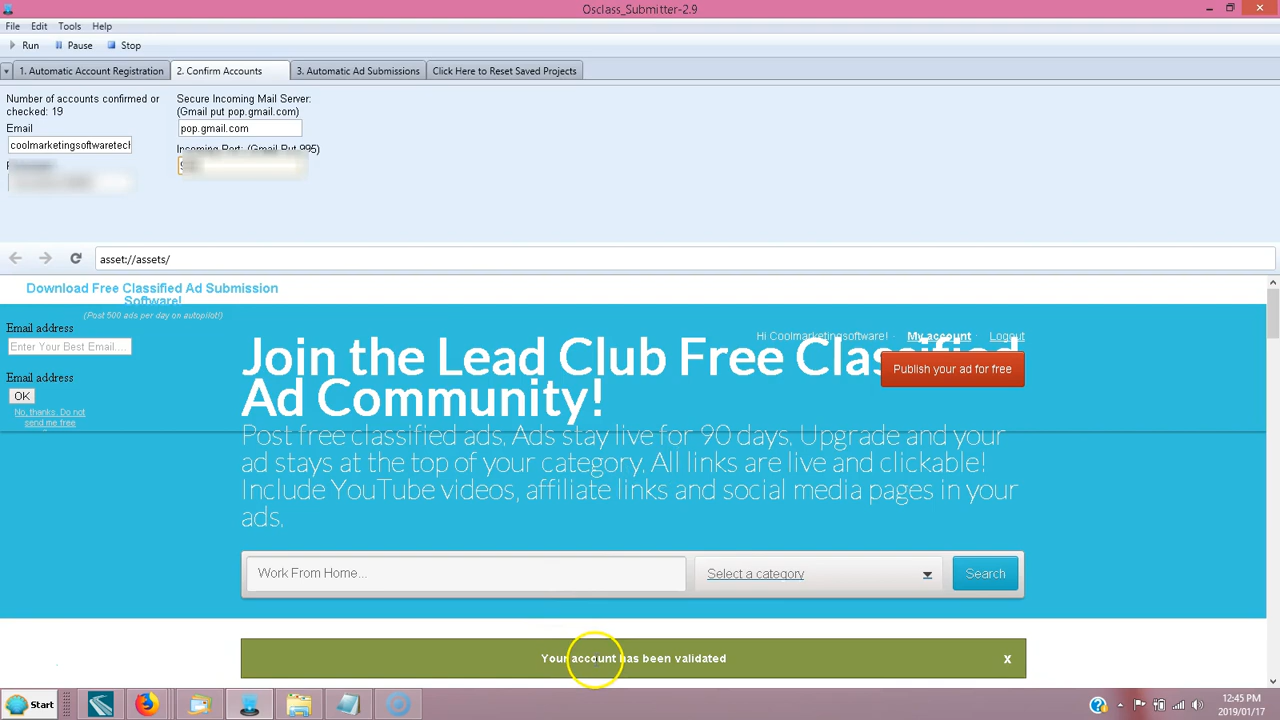 Osclass_Submitter-2.9
File Edit Tools Help
Run Pause Stop
1. Automatic Account Registration 2. Confirm Accounts 3. Automatic Ad Submissions Click Here to Reset Saved Projects
Number of accounts confirmed or
checked: 19
Secure Incoming Mail Server:
(Gmail put pop.gmail.com)
Email
pop.gmail.com
coolmarketingsoftwaretech
Incoming Port: (Gmail Put 995)
asset://assets/
Download Free Classified Ad Submission
Software!
(Post 500 ads per day on autopilot!)
Email address
Enter Your Best Email....
Email address
OK
No, thanks. Do not
send me free
Hi Coolmarketingsoftware! · My account · Logout
Join the Lead Club Free Classified
Ad Community!
Publish your ad for free
Post free classified ads. Ads stay live for 90 days. Upgrade and your
ad stays at the top of your category. All links are live and clickable!
Include YouTube videos, affiliate links and social media pages in your
ads.
Work From Home... Select a category Search
Your account has been validated x
Start
12:45 PM
2019/01/17